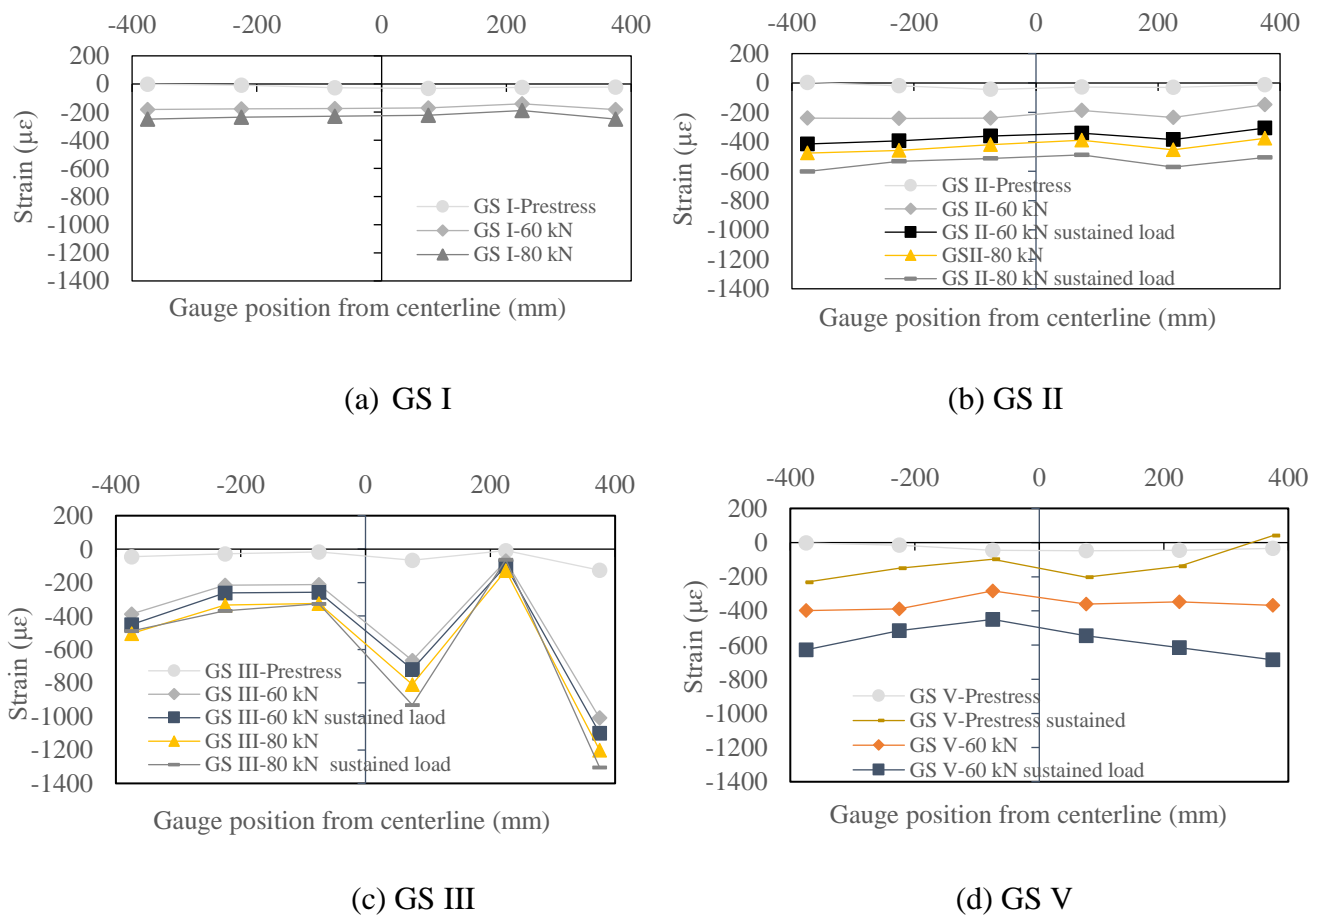 -400 -200 0 200 400
200
0
-200
-400
-600
-800
-1000
-1200
-1400
Strain (με)
GS I-Prestress
GS I-60 kN
GS I-80 kN
Gauge position from centerline (mm)
(a) GS I
-400 -200 0 200 400
200
0
-200
-400
-600
-800
-1000
-1200
-1400
Strain (με)
GS II-Prestress
GS II-60 kN
GS II-60 kN sustained load
GSII-80 kN
GS II-80 kN sustained load
Gauge position from centerline (mm)
(b) GS II
-400 -200 0 200 400
200
0
-200
-400
-600
-800
-1000
-1200
-1400
Strain (με)
GS III-Prestress
GS III-60 kN
GS III-60 kN sustained laod
GS III-80 kN
GS III-80 kN sustained load
Gauge position from centerline (mm)
(c) GS III
-400 -200 0 200 400
200
0
-200
-400
-600
-800
-1000
-1200
-1400
Strain (με)
GS V-Prestress
GS V-Prestress sustained
GS V-60 kN
GS V-60 kN sustained load
Gauge position from centerline (mm)
(d) GS V